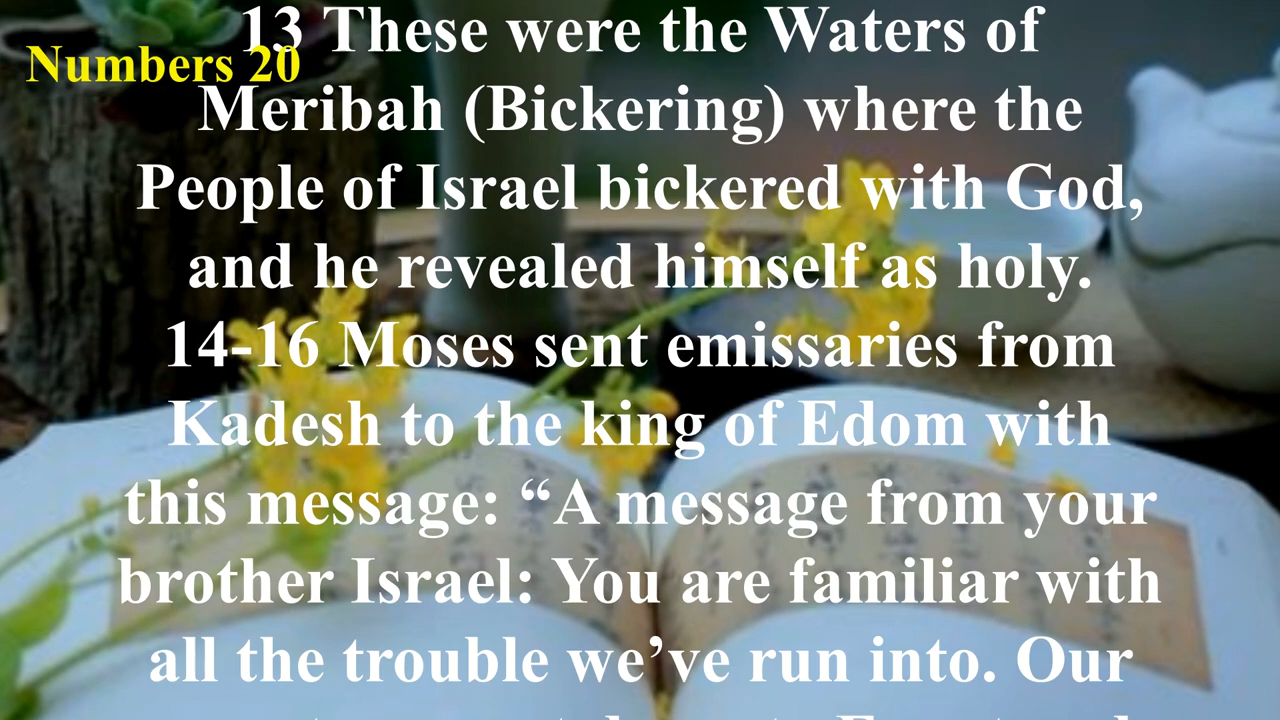 Numbers 20
13 These were the Waters of
Meribah (Bickering) where the
People of Israel bickered with God,
and he revealed himself as holy.
14-16 Moses sent emissaries from
Kadesh to the king of Edom with
this message: “A message from your
brother Israel: You are familiar with
all the trouble we’ve run into. Our